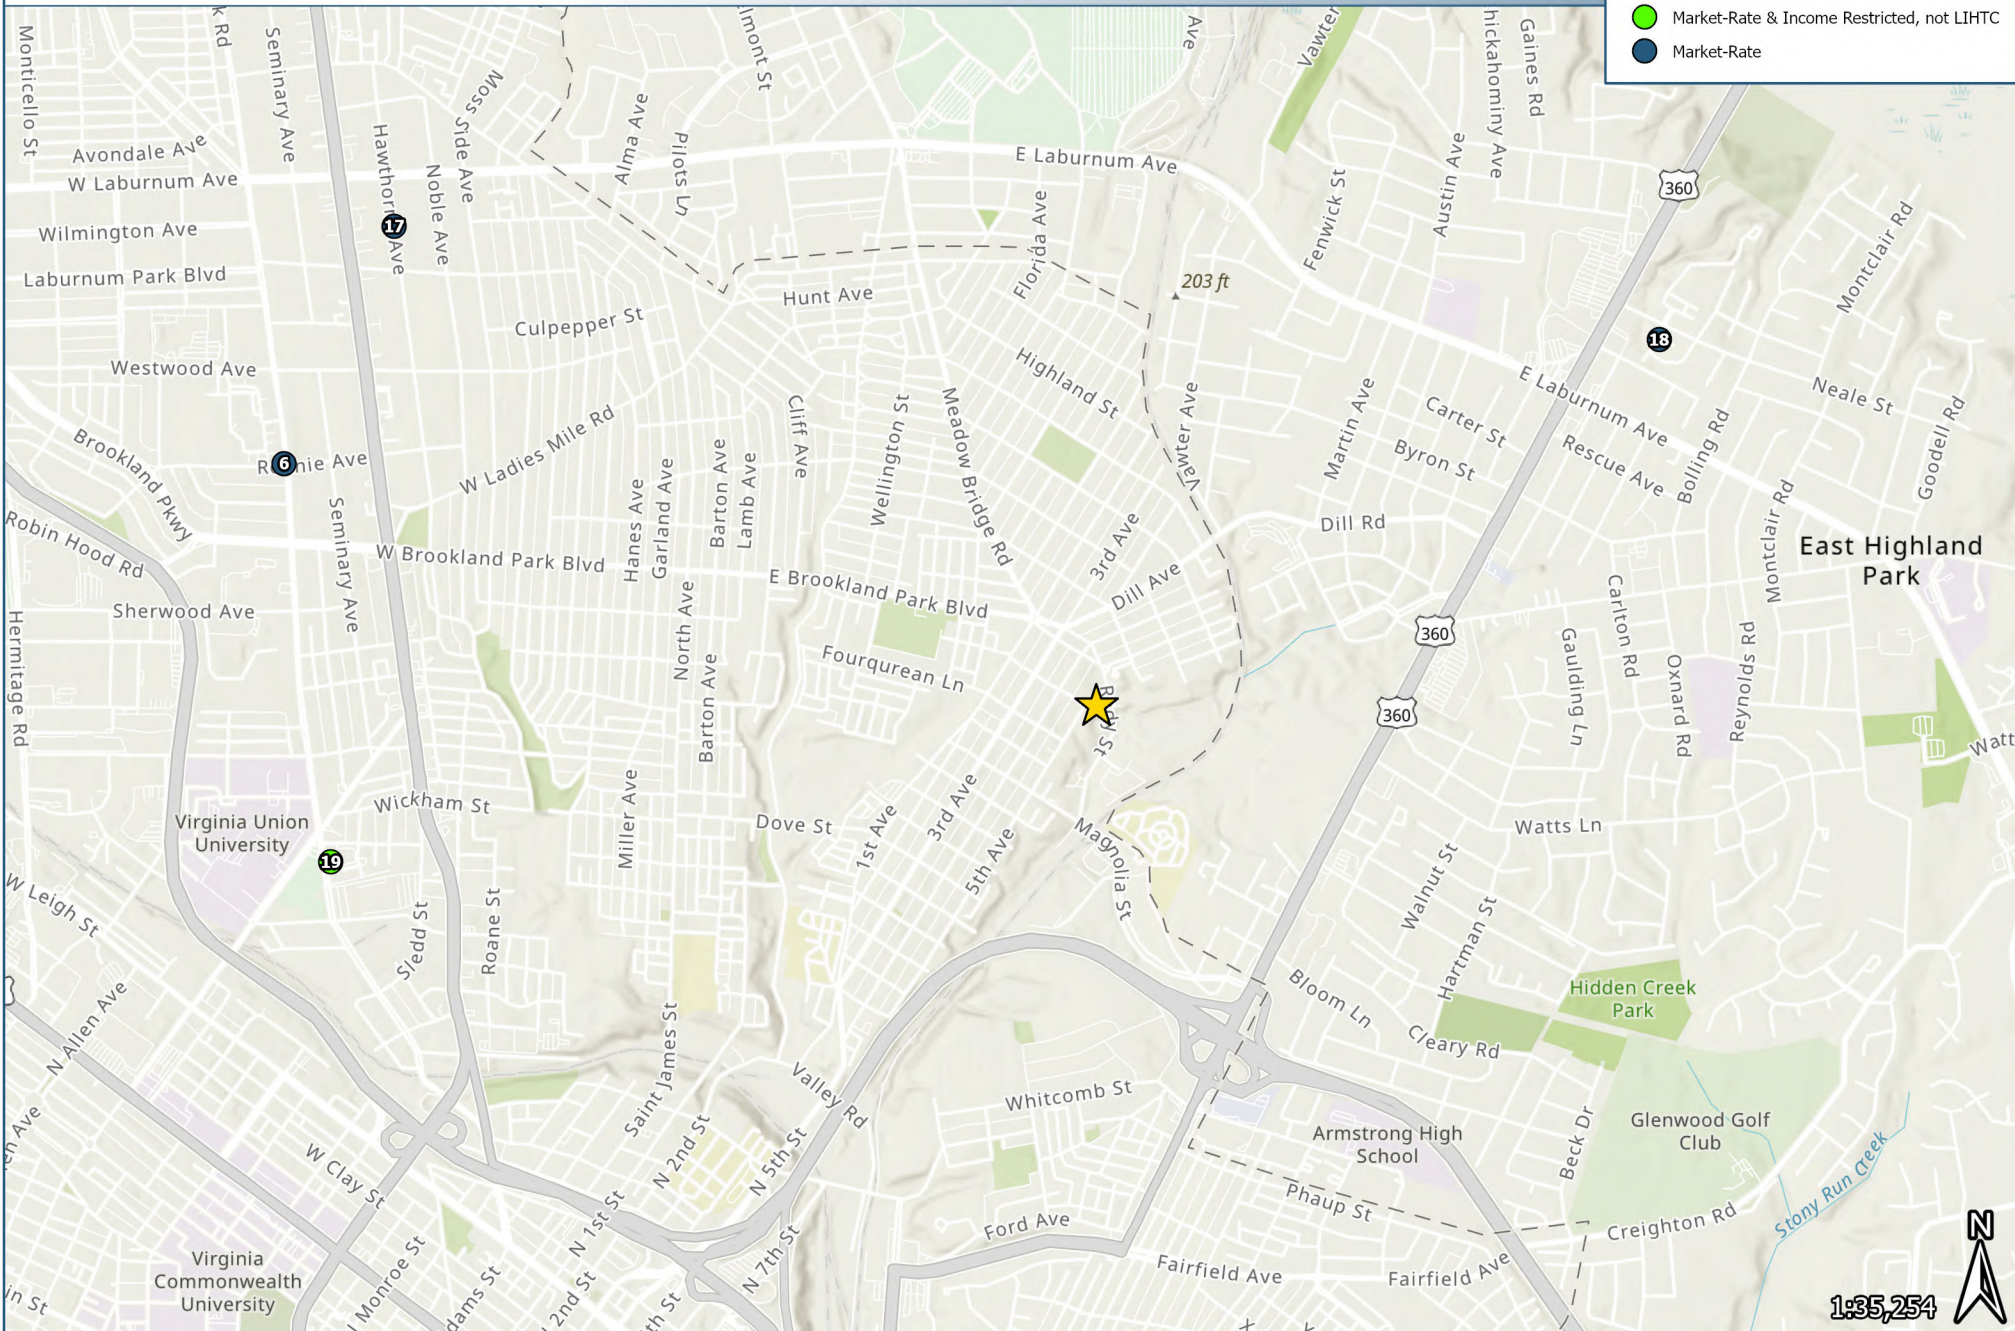 Market-Rate & Income Restricted, not LIHTC
Market-Rate
Monticello St
Seminary Ave
Moss Side Ave
Alma Ave
Pilots Ln
Ave
Vawter
Gaines Rd
Avondale Ave
W Laburnum Ave
Hawthorn
Ave
Noble Ave
E Laburnum Ave
Fenwick St
Austin Ave
360
Montclair Rd
Wilmington Ave
17
Laburnum Park Blvd
Florida Ave
203 ft
Hunt Ave
Culpepper St
18
Westwood Ave
Highland St
E Laburnum Ave
Neale St
Brookland Pkwy
6
W Ladies Mile Rd
Cliff Ave
Wellington St
Meadow Bridge Rd
Vawter Ave
Martin Ave
Carter St
Byron St
Rescue Ave
Bolling Rd
Goodell Rd
Robin Hood Rd
Seminary Ave
Hanes Ave
Garland Ave
Barton Ave
Lamb Ave
3rd Ave
Dill Rd
Montclair Rd
East Highland
Park
W Brookland Park Blvd
E Brookland Park Blvd
Dill Ave
Sherwood Ave
Hermitage Rd
North Ave
Barton Ave
Fourqurean Ln
360
360
Carlton Rd
Gaulding Ln
Oxnard Rd
Reynolds Rd
Watt
Virginia Union
University
19
Wickham St
Miller Ave
Dove St
1st Ave
3rd Ave
5th Ave
Magnolia St
Watts Ln
Walnut St
Hartman St
W Leigh St
Sledd St
Roane St
N Allen Ave
Saint James St
Bloom Ln
Cleary Rd
Hidden Creek
Park
Valley Rd
Whitcomb St
Armstrong High
School
Beck Dr
Glenwood Golf
Club
Stony Run Creek
W Clay St
N 2nd St
N 5th St
N 1st St
N 7th St
Ford Ave
Phaup St
Creighton Rd
Fairfield Ave
Fairfield Ave
Virginia
Commonwealth
University
Monroe St
2nd St
N
1:35,254